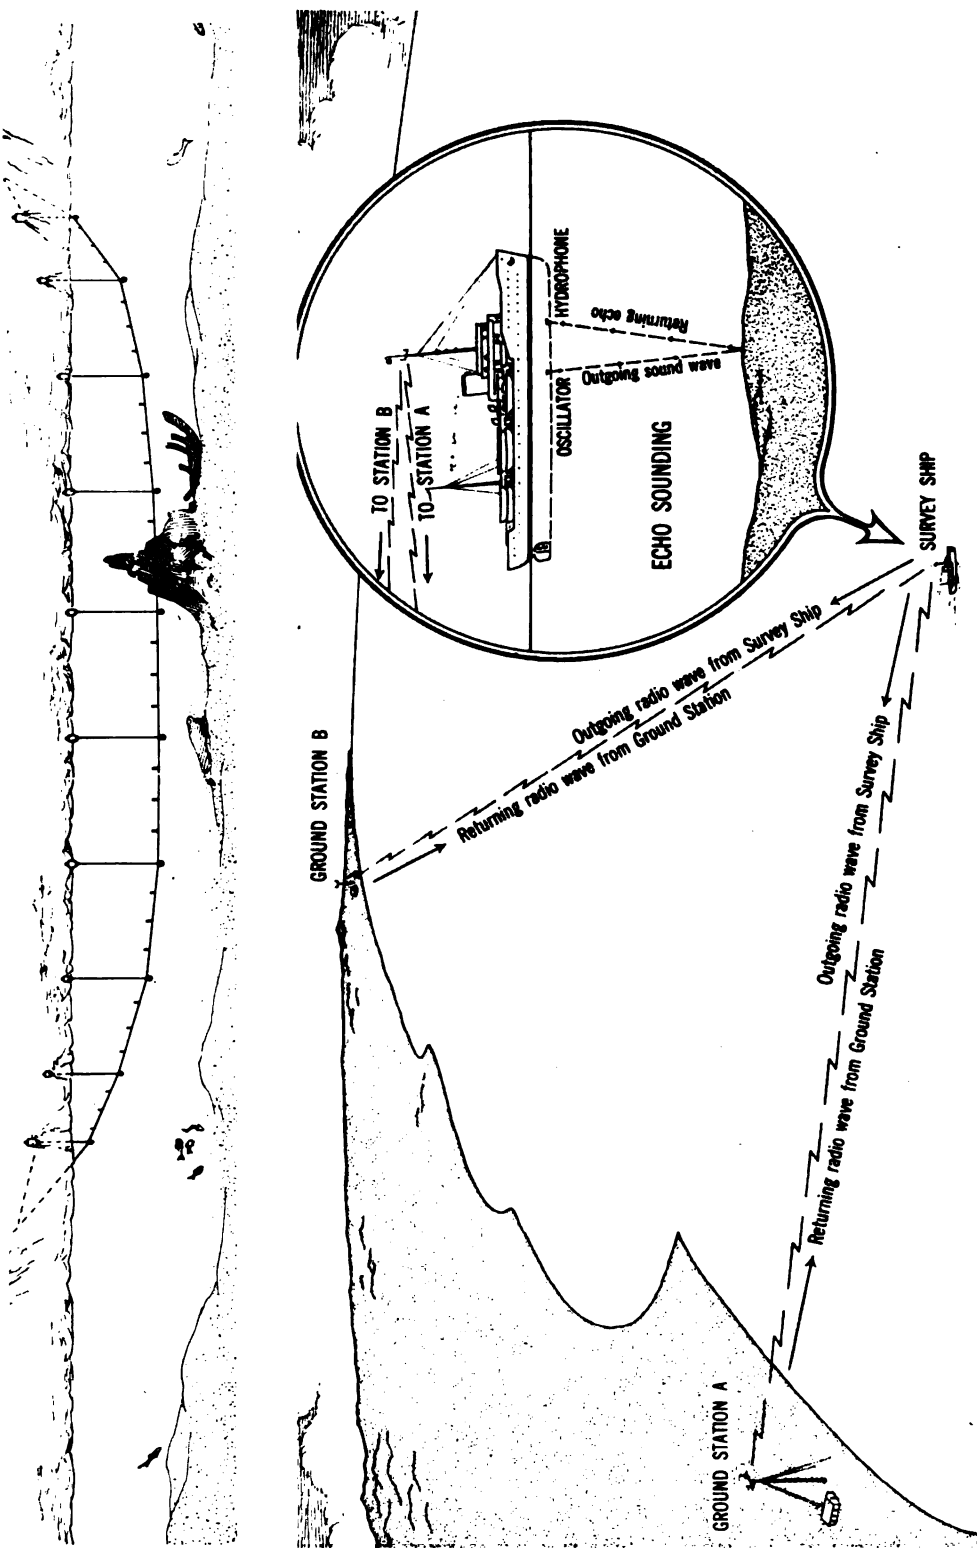 GROUND STATION B
TO STATION B
TO STATION A
OSCILLATOR
HYDROPHONE
Outgoing sound wave
Returning echo
ECHO SOUNDING
SURVEY SHIP
Outgoing radio wave from Survey Ship
Returning radio wave from Ground Station
Outgoing radio wave from Survey Ship
Returning radio wave from Ground Station
GROUND STATION A